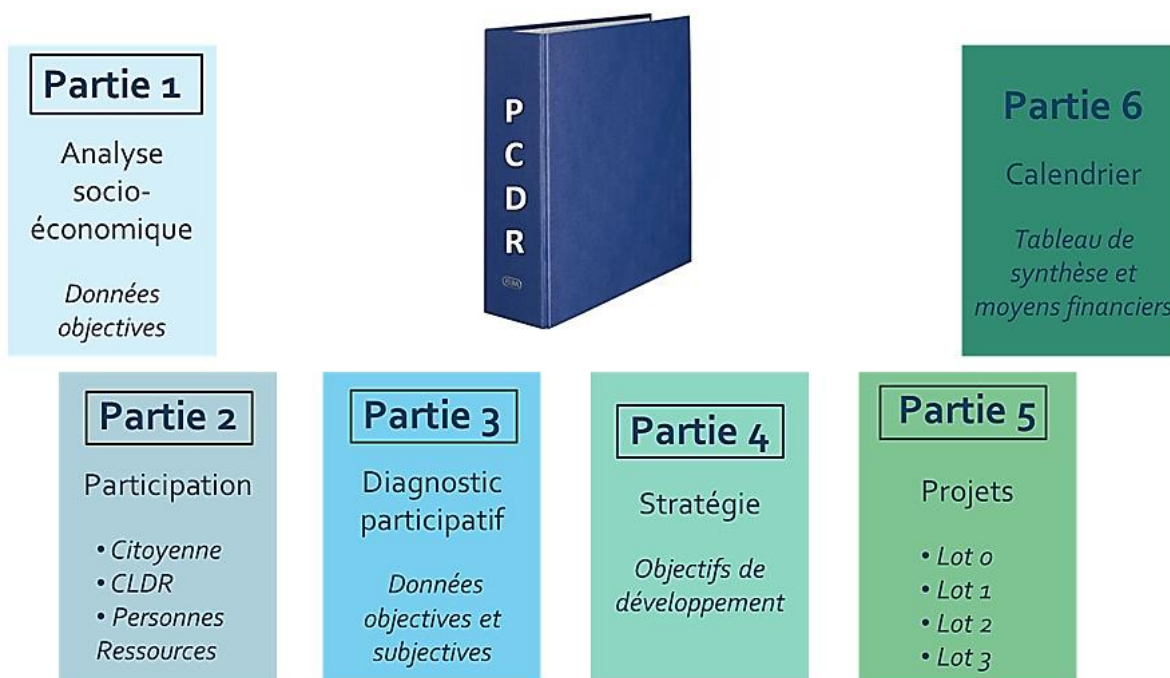 Partie 1
Analyse
socio-
économique
Données
objectives
P
C
D
R
Partie 6
Calendrier
Tableau de
synthèse et
moyens financiers
Partie 2
Participation
• Citoyenne
• CLDR
• Personnes
Ressources
Partie 3
Diagnostic
participatif
Données
objectives et
subjectives
Partie 4
Stratégie
Objectifs de
développement
Partie 5
Projets
• Lot 0
• Lot 1
• Lot 2
• Lot 3